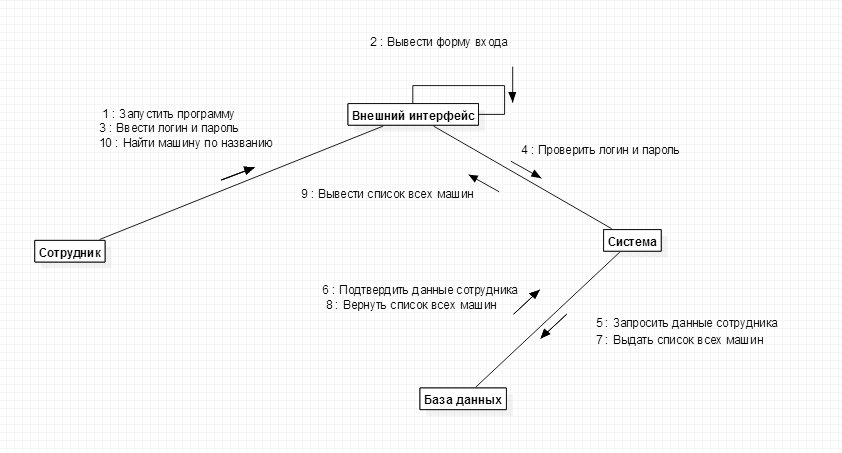 2 : Вывести форму входа
Внешний интерфейс
1 : Запустить программу
3 : Ввести логин и пароль
10 : Найти машину по названию
4 : Проверить логин и пароль
9 : Вывести список всех машин
Сотрудник
Система
6 : Подтвердить данные сотрудника
8 : Вернуть список всех машин
5 : Запросить данные сотрудника
7 : Выдать список всех машин
База данных